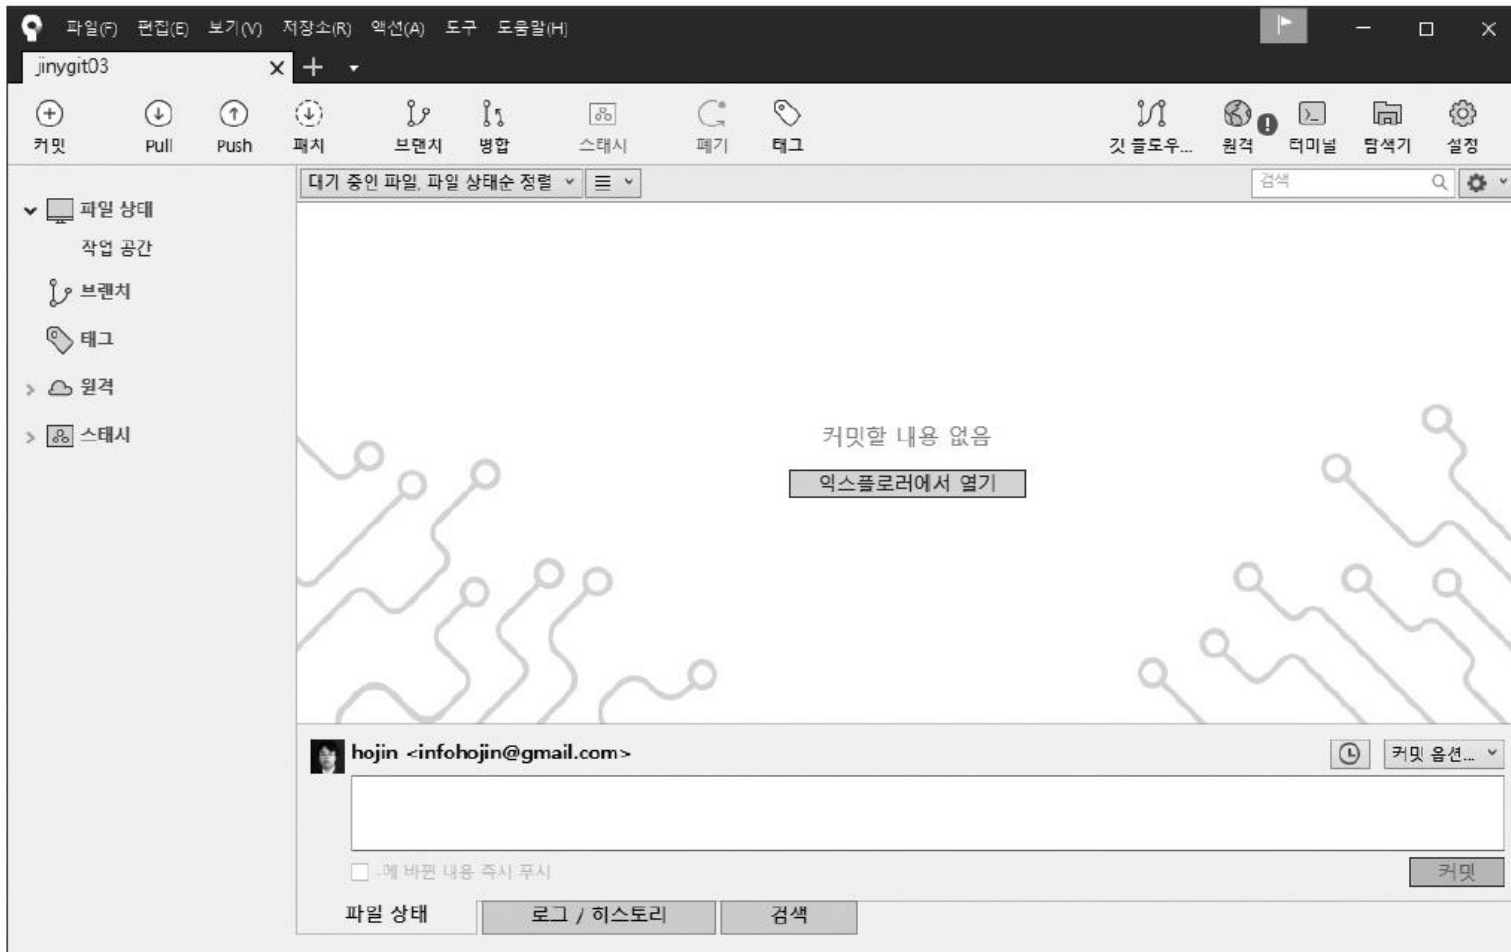 파일(F) 편집(E) 보기(V) 저장소(R) 액션(A) 도구 도움말(H)
jinygit03
커밋 Pull Push 패치 브랜치 병합 스태시 폐기 태그 깃 플로우... 원격 터미널 탐색기 설정
대기 중인 파일, 파일 상태순 정렬 검색
파일 상태
작업 공간
브랜치
태그
원격
스태시
커밋할 내용 없음
익스플로러에서 열기
hojin <infohojin@gmail.com> 커밋 옵션...
-에 바뀐 내용 즉시 푸시 커밋
파일 상태 로그 / 히스토리 검색